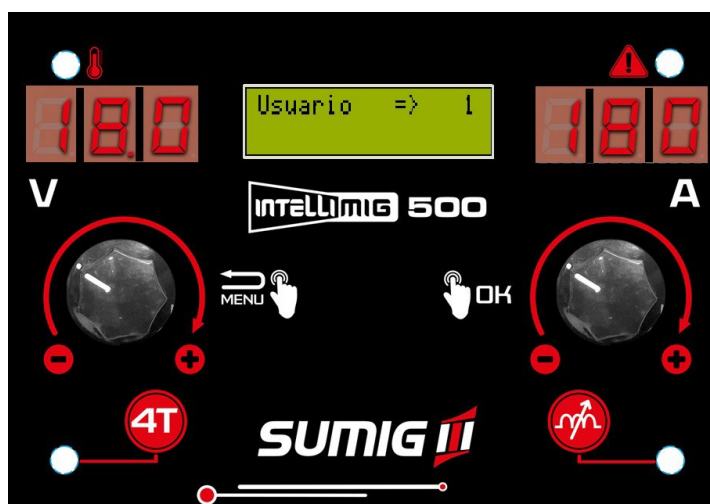 18.0
Usuario => 1
180
V
INTELLIMIG 500
A
MENU
OK
4T
SUMIG